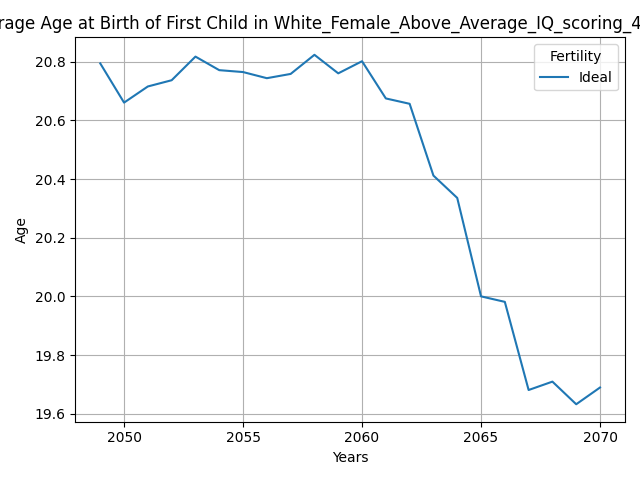 rage Age at Birth of First Child in White_Female_Above_Average_IQ_scoring_4
Fertility
Ideal
20.8
20.6
20.4
20.2
20.0
19.8
19.6
Age
2050 2055 2060 2065 2070
Years